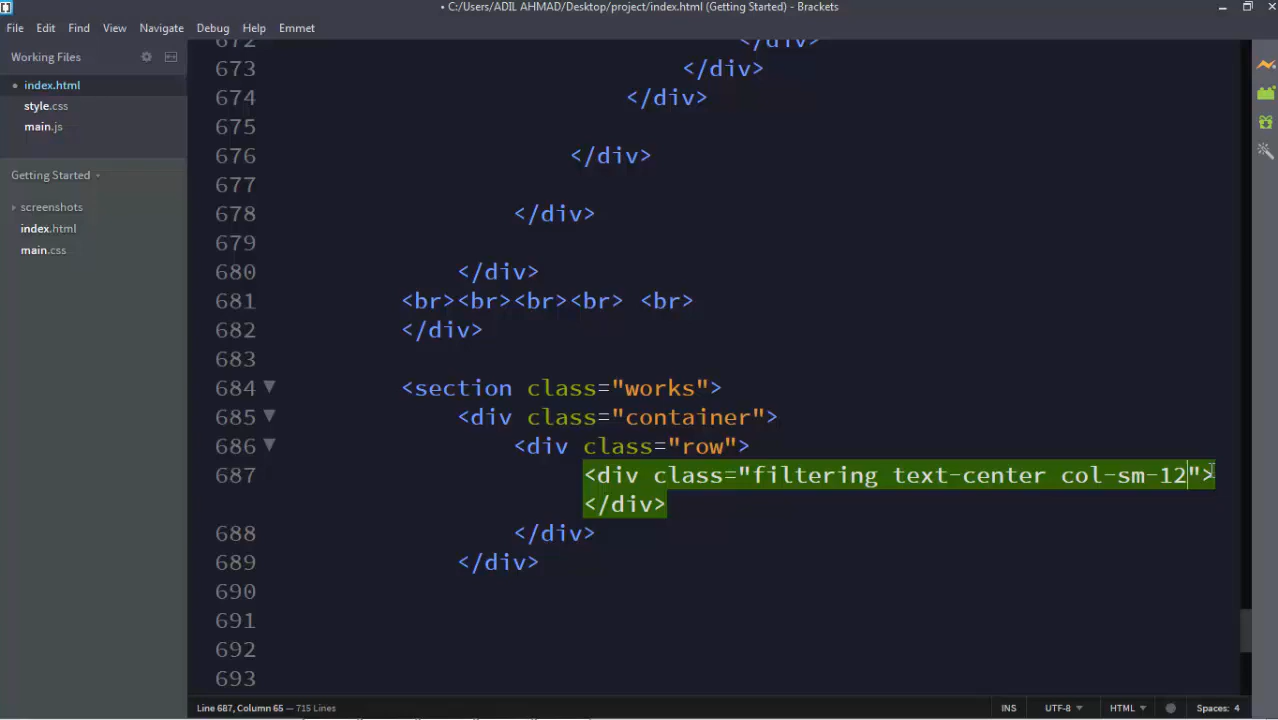 • C:/Users/ADIL AHMAD/Desktop/project/index.html (Getting Started) - Brackets
File Edit Find View Navigate Debug Help Emmet
Working Files
index.html
style.css
main.js
Getting Started
screenshots
index.html
main.css
672 </div>
673 </div>
674 </div>
675
676 </div>
677
678 </div>
679
680 </div>
681 <br><br><br><br> <br>
682 </div>
683
684 <section class="works">
685 <div class="container">
686 <div class="row">
687 <div class="filtering text-center col-sm-12">
</div>
688 </div>
689 </div>
690
691
692
693
Line 687, Column 65 — 715 Lines INS UTF-8 HTML Spaces: 4